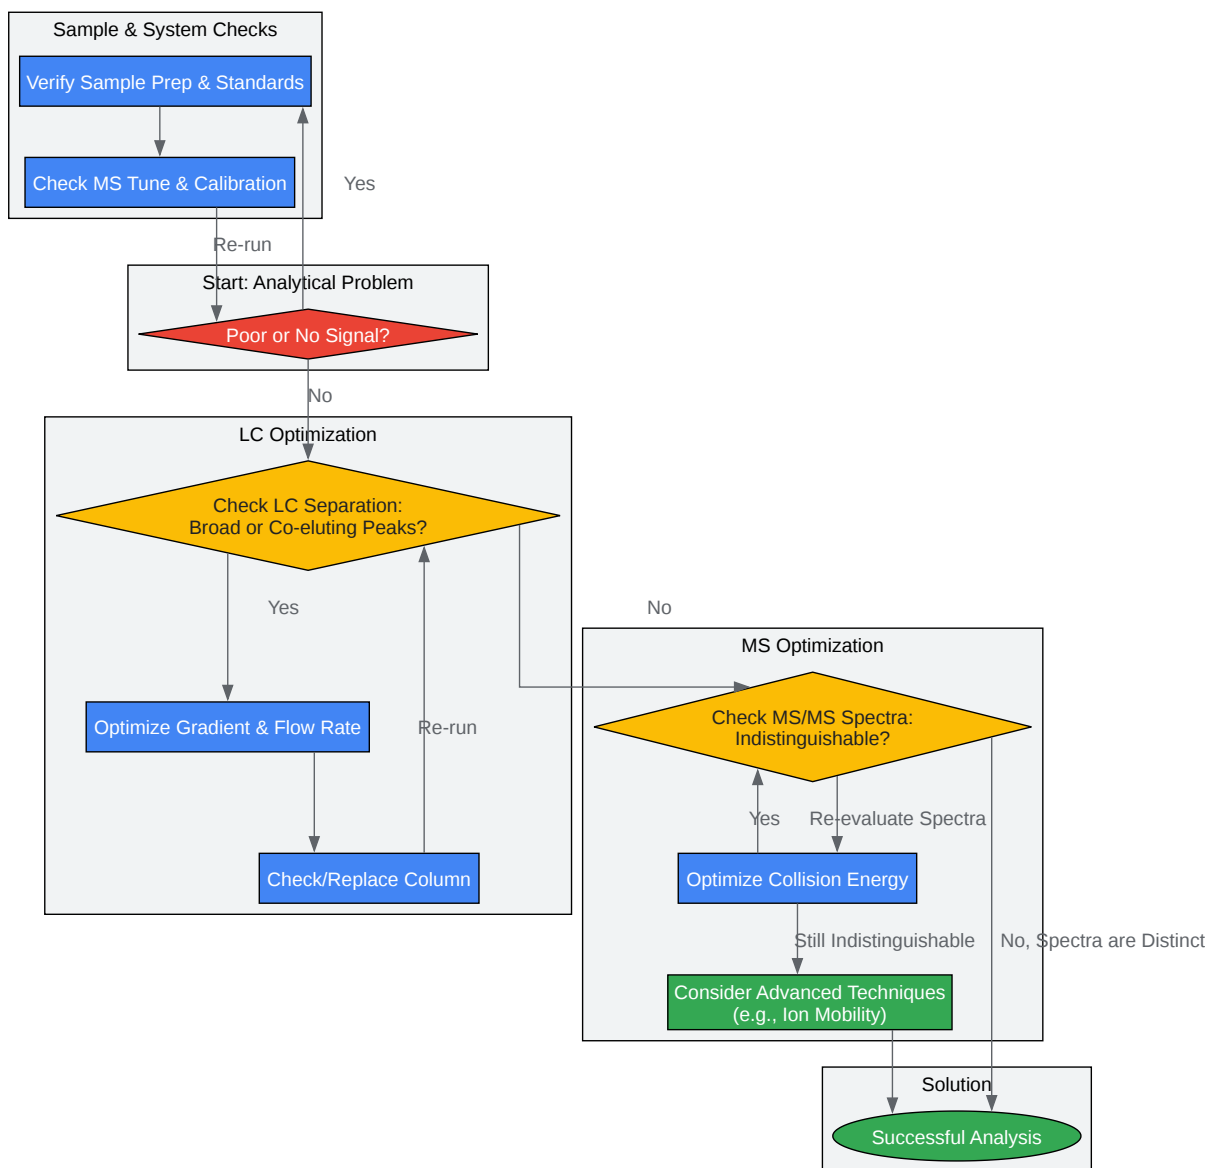 Sample & System Checks
Verify Sample Prep & Standards
Check MS Tune & Calibration
Yes
Re-run
Start: Analytical Problem
Poor or No Signal?
No
LC Optimization
Check LC Separation:
Broad or Co-eluting Peaks?
Yes
No
MS Optimization
Check MS/MS Spectra:
Indistinguishable?
Optimize Gradient & Flow Rate
Re-run
Yes
Re-evaluate Spectra
Check/Replace Column
Optimize Collision Energy
Still Indistinguishable
No, Spectra are Distinct
Consider Advanced Techniques
(e.g., Ion Mobility)
Solution
Successful Analysis